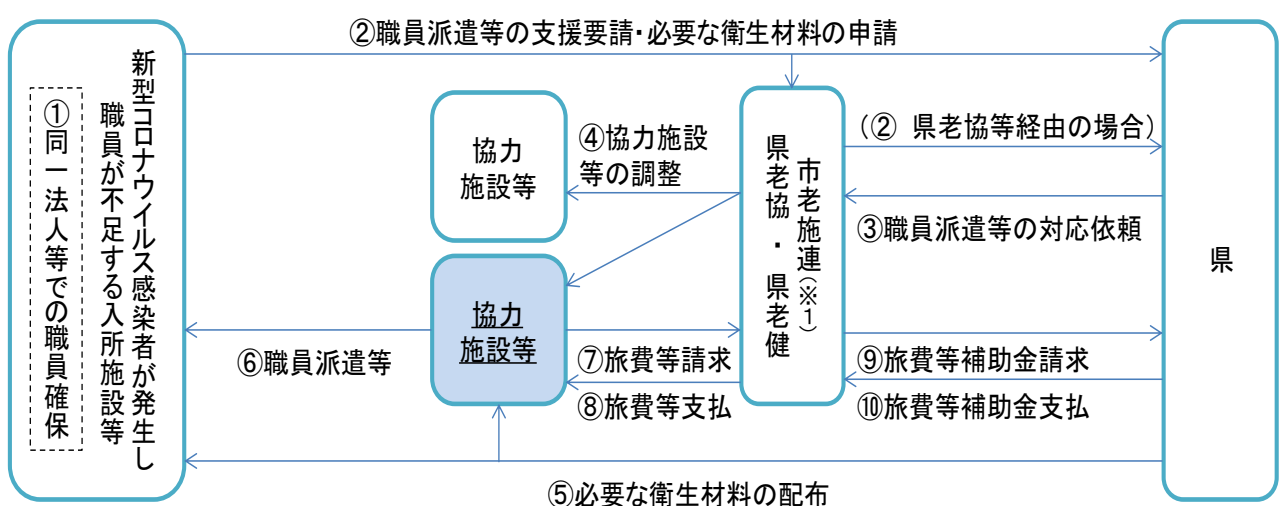 ②職員派遣等の支援要請・必要な衛生材料の申請
新型コロナウイルス感染者が発生し
職員が不足する入所施設等
①同一法人等での職員確保
協力
施設等
④協力施設
等の調整
市老施連(※1)
県老協・県老健
(② 県老協等経由の場合)
③職員派遣等の対応依頼
県
協力
施設等
⑥職員派遣等
⑦旅費等請求
⑧旅費等支払
⑨旅費等補助金請求
⑩旅費等補助金支払
⑤必要な衛生材料の配布